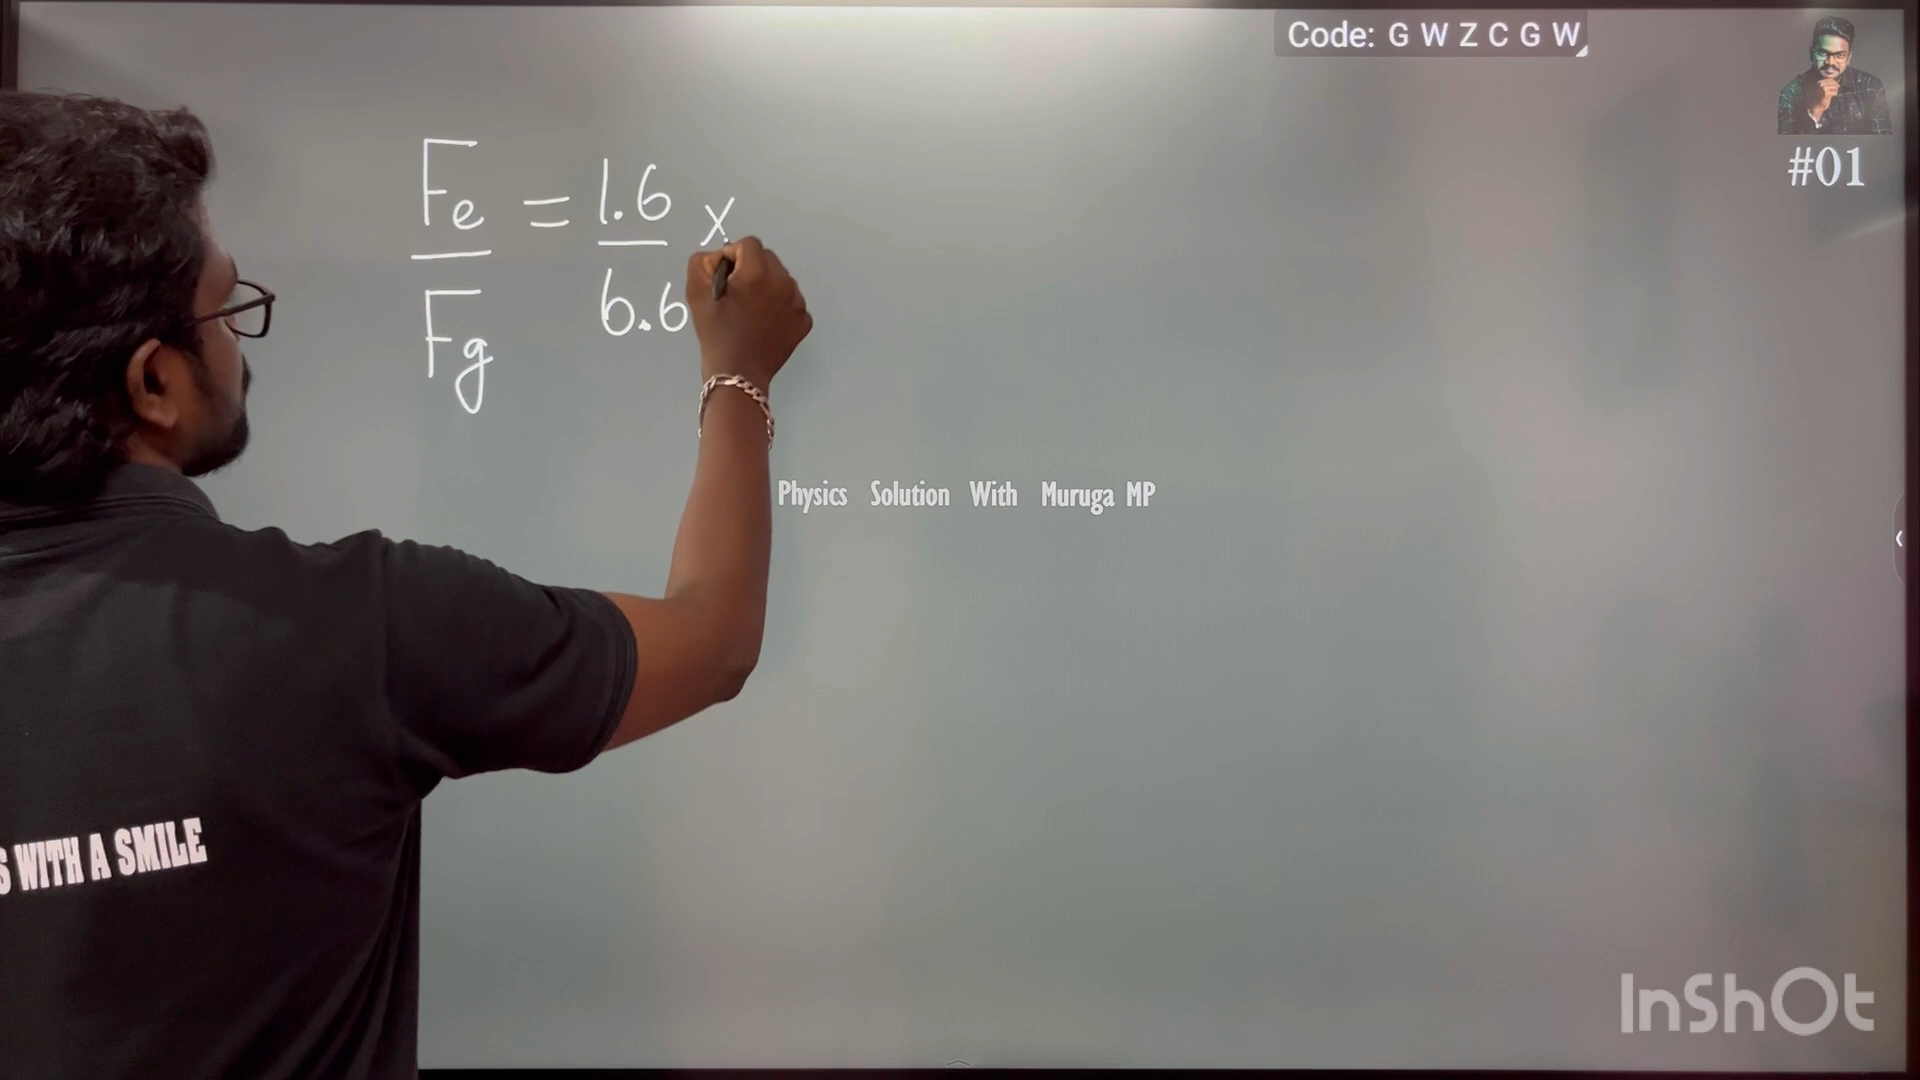 Code: G W Z C G W
#01
Fe = 1.6 x
Fg 6.6
Physics Solution With Muruga MP
S WITH A SMILE
InShOt